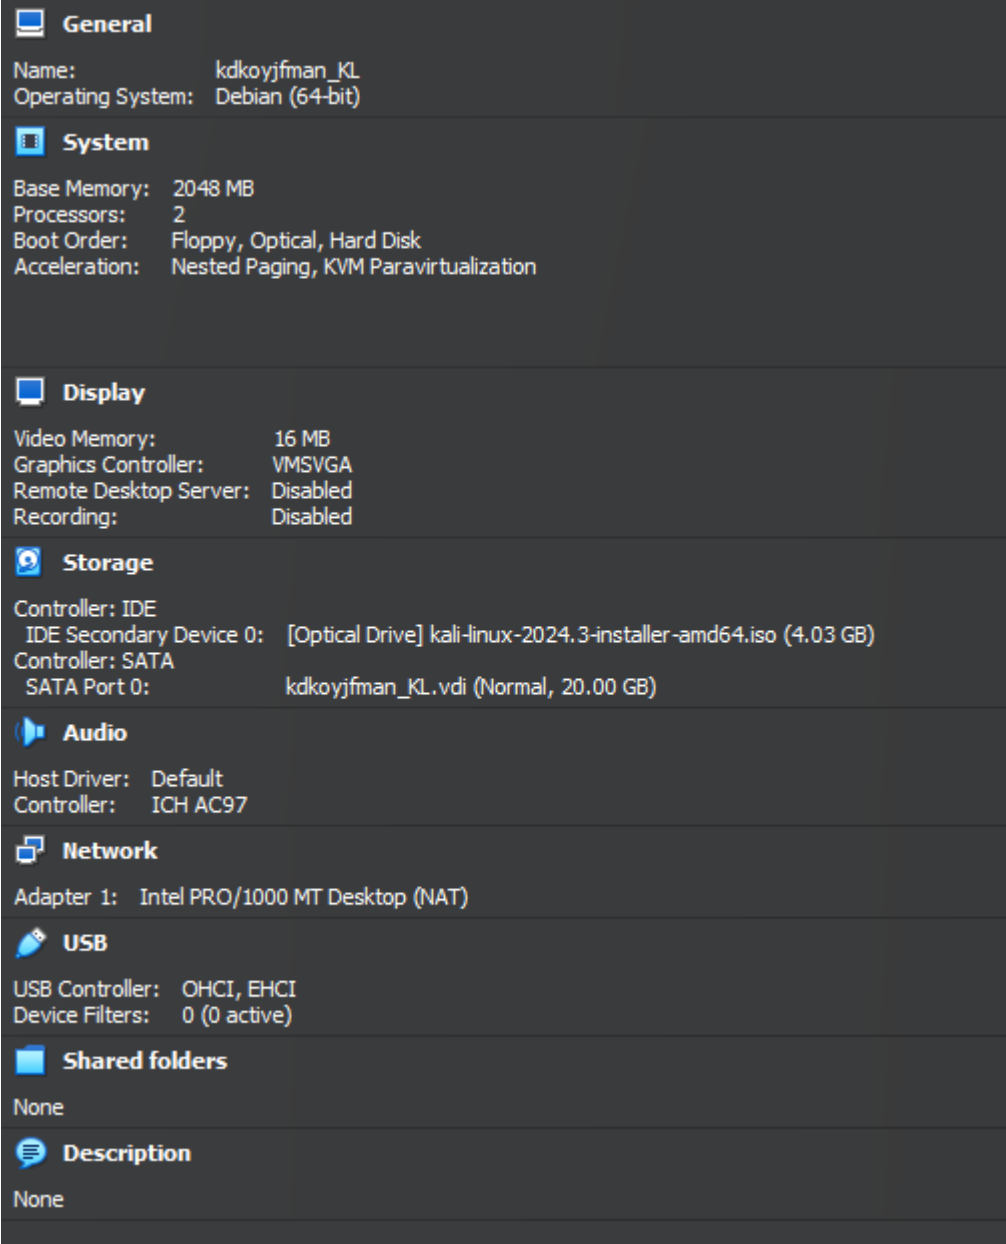 General
Name: kdkoyjfman_KL
Operating System: Debian (64-bit)
System
Base Memory: 2048 MB
Processors: 2
Boot Order: Floppy, Optical, Hard Disk
Acceleration: Nested Paging, KVM Paravirtualization
Display
Video Memory: 16 MB
Graphics Controller: VMSVGA
Remote Desktop Server: Disabled
Recording: Disabled
Storage
Controller: IDE
IDE Secondary Device 0: [Optical Drive] kali-linux-2024.3-installer-amd64.iso (4.03 GB)
Controller: SATA
SATA Port 0: kdkoyjfman_KL.vdi (Normal, 20.00 GB)
Audio
Host Driver: Default
Controller: ICH AC97
Network
Adapter 1: Intel PRO/1000 MT Desktop (NAT)
USB
USB Controller: OHCI, EHCI
Device Filters: 0 (0 active)
Shared folders
None
Description
None